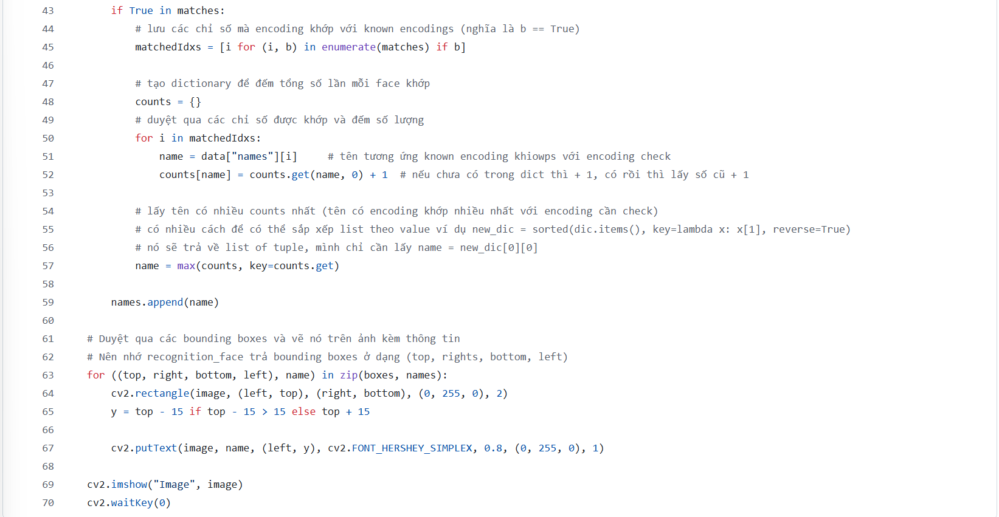 43 if True in matches:
44 # lưu các chỉ số mà encoding khớp với known encodings (nghĩa là b == True)
45 matchedIdxs = [i for (i, b) in enumerate(matches) if b]
46
47 # tạo dictionary để đếm tổng số lần mỗi face khớp
48 counts = {}
49 # duyệt qua các chỉ số được khớp và đếm số lượng
50 for i in matchedIdxs:
51 name = data["names"][i]     # tên tương ứng known encoding khiowps với encoding check
52 counts[name] = counts.get(name, 0) + 1  # nếu chưa có trong dict thì + 1, có rồi thì lấy số cũ + 1
53
54 # lấy tên có nhiều counts nhất (tên có encoding khớp nhiều nhất với encoding cần check)
55 # có nhiều cách để có thể sắp xếp list theo value ví dụ new_dic = sorted(dic.items(), key=lambda x: x[1], reverse=True)
56 # nó sẽ trả về list of tuple, mình chỉ cần lấy name = new_dic[0][0]
57 name = max(counts, key=counts.get)
58
59 names.append(name)
60
61 # Duyệt qua các bounding boxes và vẽ nó trên ảnh kèm thông tin
62 # Nên nhớ recognition_face trả bounding boxes ở dạng (top, rights, bottom, left)
63 for ((top, right, bottom, left), name) in zip(boxes, names):
64 cv2.rectangle(image, (left, top), (right, bottom), (0, 255, 0), 2)
65 y = top - 15 if top - 15 > 15 else top + 15
66
67 cv2.putText(image, name, (left, y), cv2.FONT_HERSHEY_SIMPLEX, 0.8, (0, 255, 0), 1)
68
69 cv2.imshow("Image", image)
70 cv2.waitKey(0)